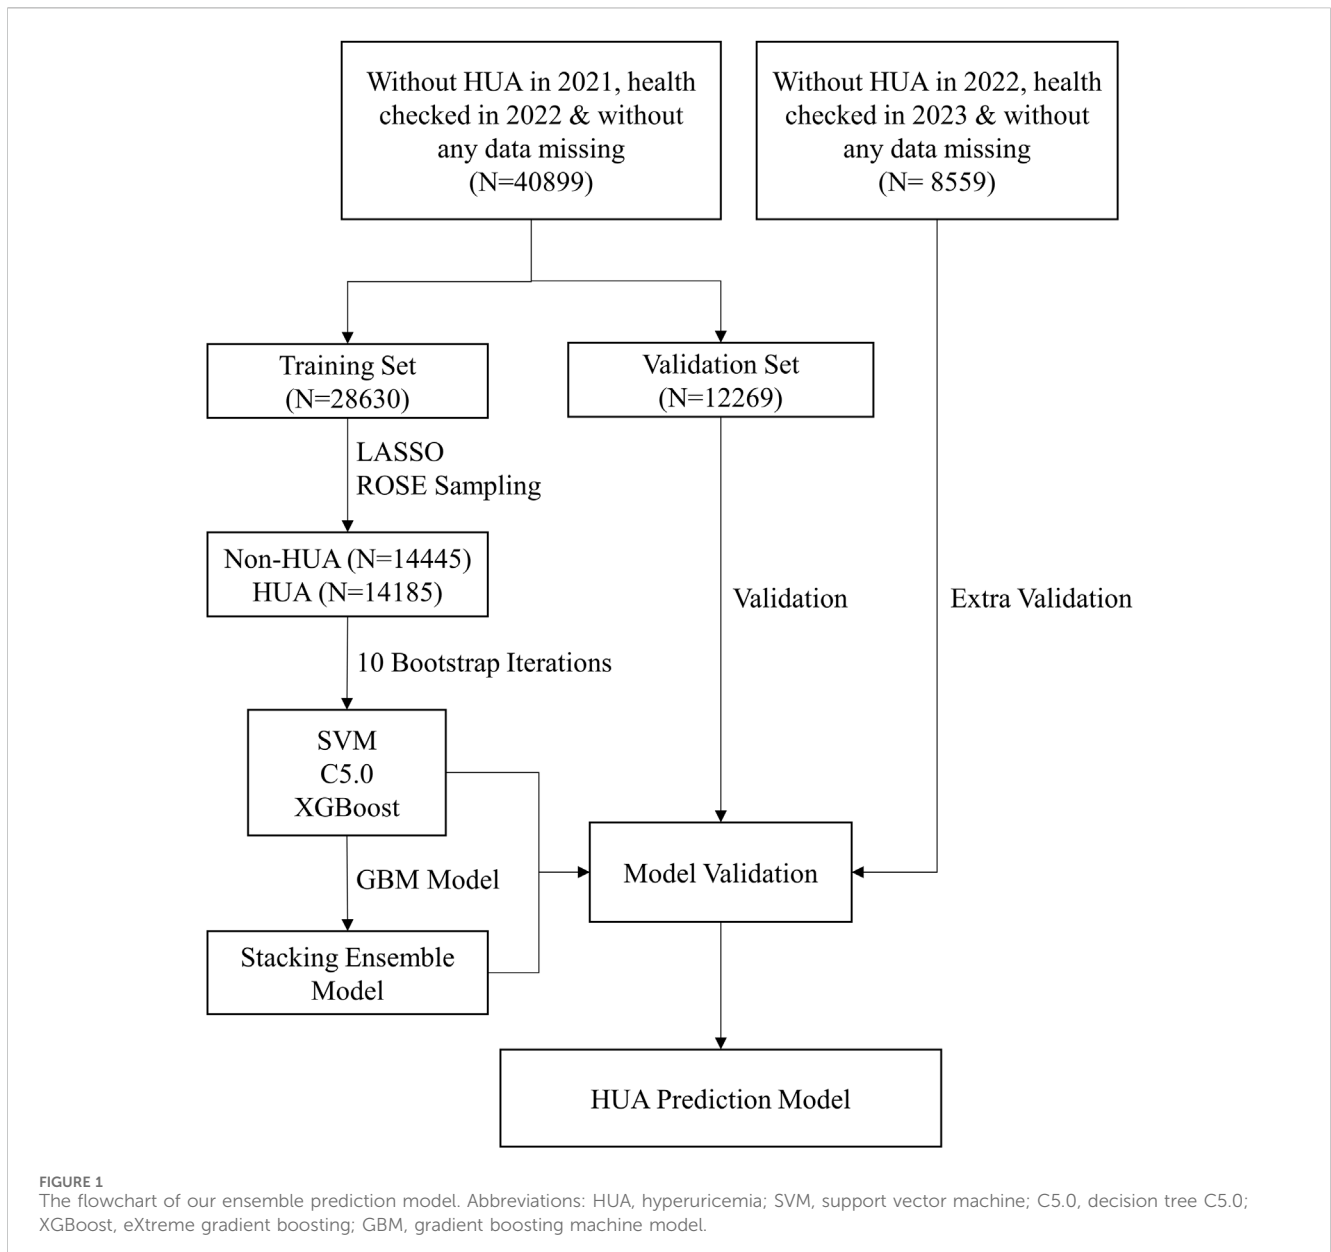 Without HUA in 2021, health
checked in 2022 & without
any data missing
(N=40899)
Without HUA in 2022, health
checked in 2023 & without
any data missing
(N= 8559)
Training Set
(N=28630)
Validation Set
(N=12269)
LASSO
ROSE Sampling
Non-HUA (N=14445)
HUA (N=14185)
Validation
Extra Validation
10 Bootstrap Iterations
SVM
C5.0
XGBoost
GBM Model
Model Validation
Stacking Ensemble
Model
HUA Prediction Model
FIGURE 1
The flowchart of our ensemble prediction model. Abbreviations: HUA, hyperuricemia; SVM, support vector machine; C5.0, decision tree C5.0;
XGBoost, eXtreme gradient boosting; GBM, gradient boosting machine model.